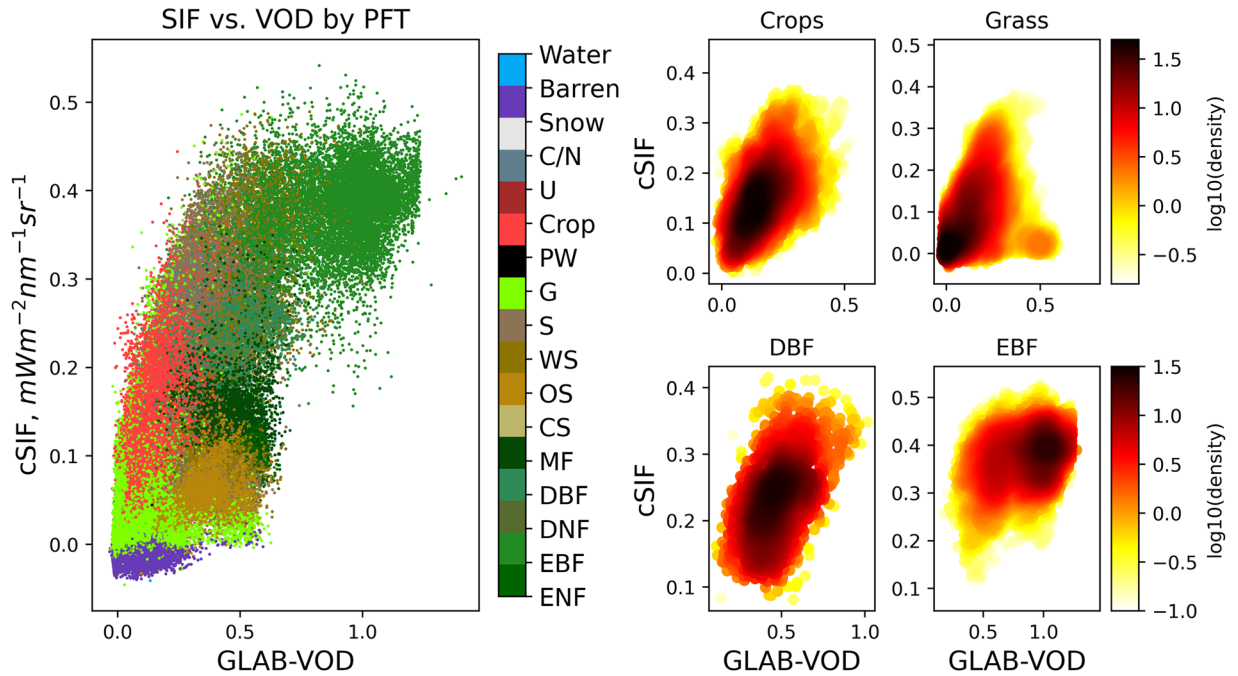 SIF vs. VOD by PFT
cSIF, mWm−2nm−1sr−1
0.5
0.4
0.3
0.2
0.1
0.0
0.0 0.5 1.0
GLAB-VOD
Water
Barren
Snow
C/N
U
Crop
PW
G
S
WS
OS
CS
MF
DBF
DNF
EBF
ENF
Crops
cSIF
0.4
0.3
0.2
0.1
0.0
0.0 0.5
Grass
0.5
0.4
0.3
0.2
0.1
0.0
0.0 0.5
1.5
1.0
0.5
0.0
−0.5
log10(density)
DBF
cSIF
0.4
0.3
0.2
0.1
0.5 1.0
GLAB-VOD
EBF
0.5
0.4
0.3
0.2
0.1
0.5 1.0
GLAB-VOD
1.5
1.0
0.5
0.0
−0.5
−1.0
log10(density)